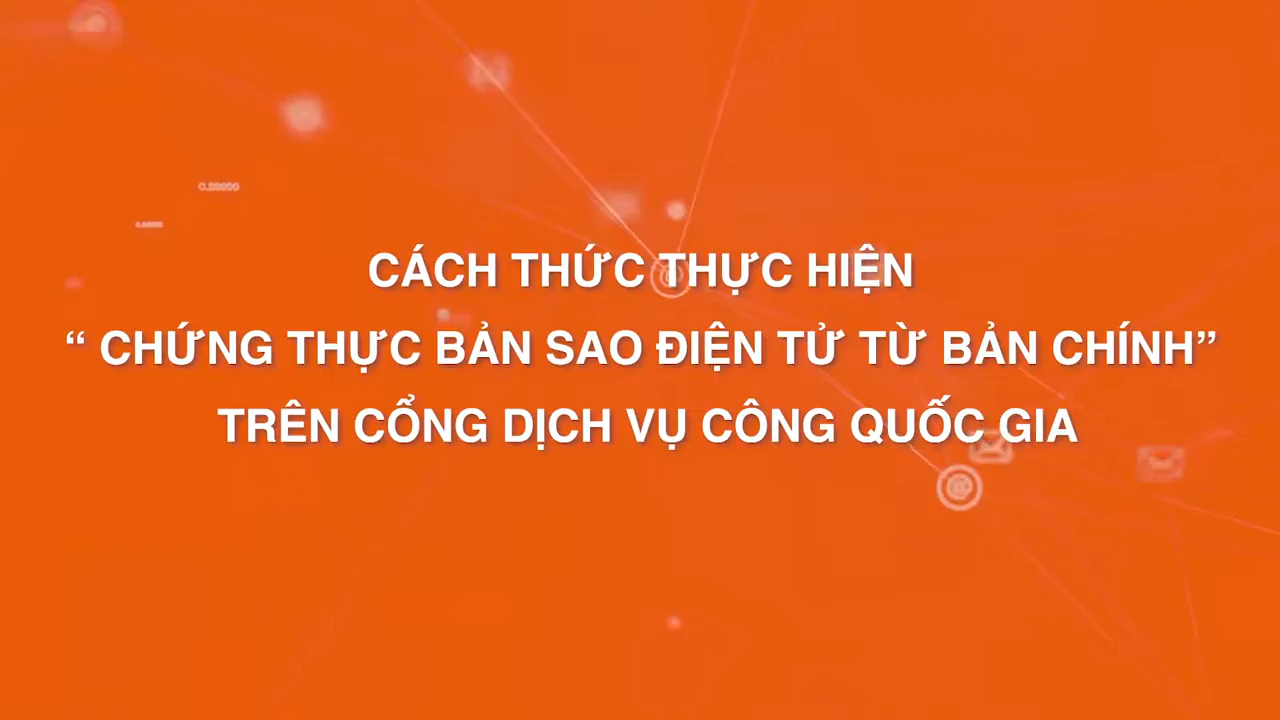 CÁCH THỨC THỰC HIỆN
“ CHỨNG THỰC BẢN SAO ĐIỆN TỬ TỪ BẢN CHÍNH”
TRÊN CỔNG DỊCH VỤ CÔNG QUỐC GIA